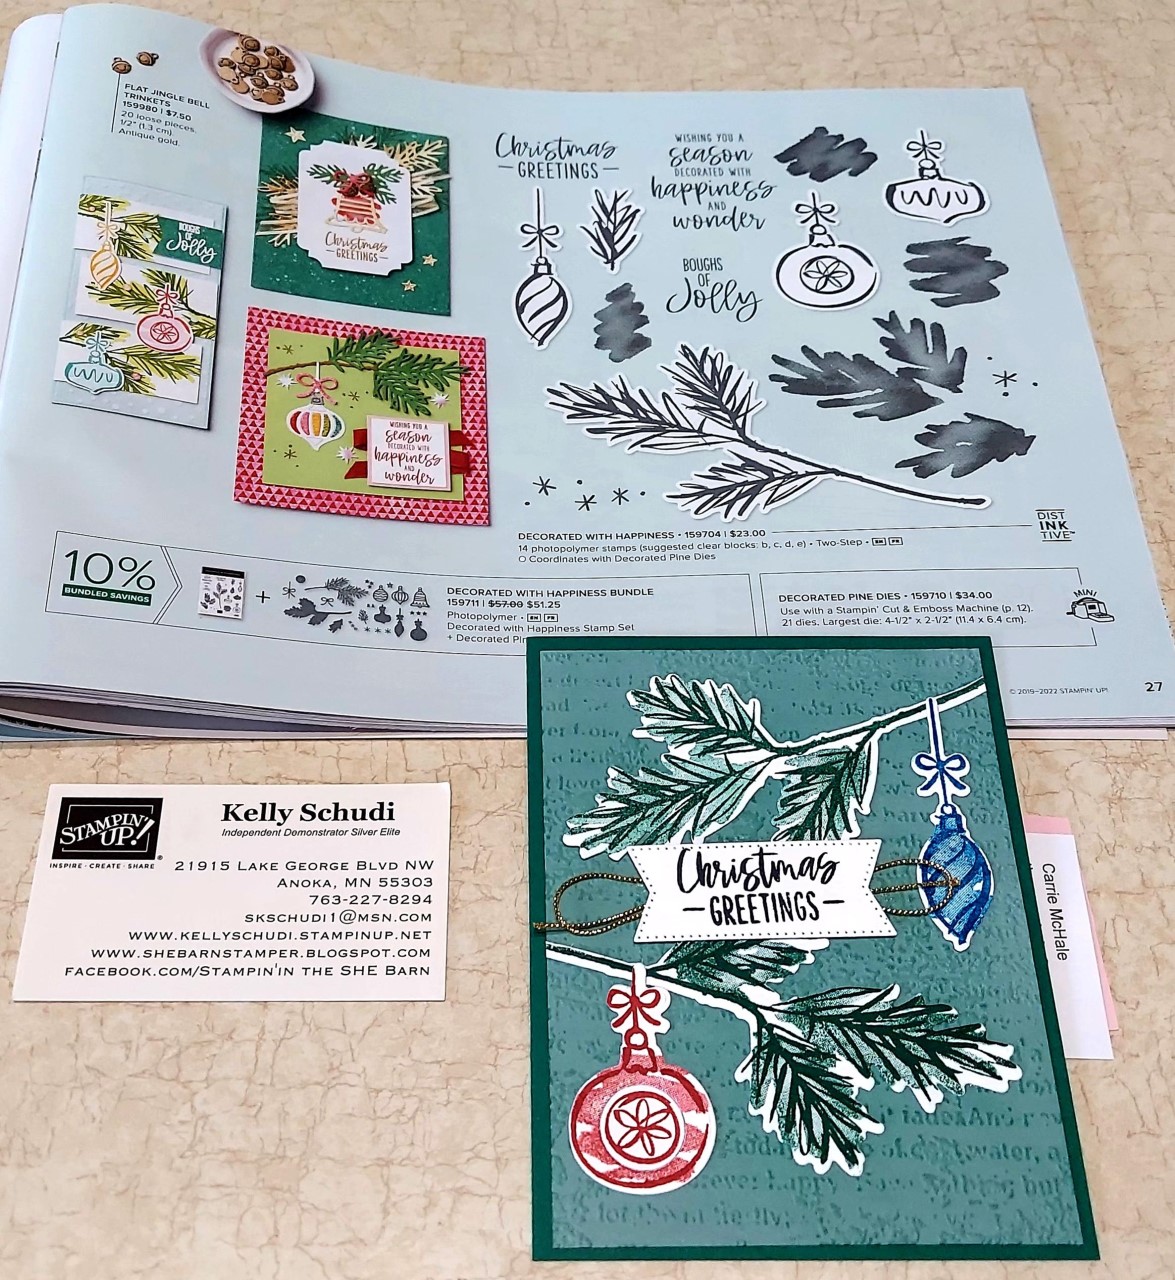 FLAT JINGLE BELL
TRINKETS
159980 | $7.50
20 loose pieces.
1/2" (1.3 cm).
Antique gold.
BOUGHS
OF
Jolly
Christmas
GREETINGS
WISHING YOU A
season
DECORATED WITH
happiness
AND
wonder
Christmas
GREETINGS
WISHING YOU A
season
DECORATED WITH
happiness
AND
wonder
BOUGHS
OF
Jolly
DIST
INK
TIVE™
DECORATED WITH HAPPINESS • 159704 | $23.00
14 photopolymer stamps (suggested clear blocks: b, c, d, e) • Two-Step • EN FR
Coordinates with Decorated Pine Dies
10%
BUNDLED SAVINGS
+
DECORATED WITH HAPPINESS BUNDLE
159711 | $57.00 $51.25
Photopolymer • EN FR
Decorated with Happiness Stamp Set
+ Decorated
DECORATED PINE DIES • 159710 | $34.00
Use with a Stampin' Cut & Emboss Machine (p. 12).
21 dies. Largest die: 4-1/2" x 2-1/2" (11.4 x 6.4 cm).
MINI
© 2019–2022 STAMPIN' UP!
27
STAMPIN' UP!®
INSPIRE · CREATE · SHARE
Kelly Schudi
Independent Demonstrator Silver Elite
21915 Lake George Blvd NW
Anoka, MN 55303
763-227-8294
skschudi1@msn.com
www.kellyschudi.stampinup.net
www.shebarnstamper.blogspot.com
facebook.com/Stampin'in the SHE Barn
Christmas
—GREETINGS—
Carrie McHale